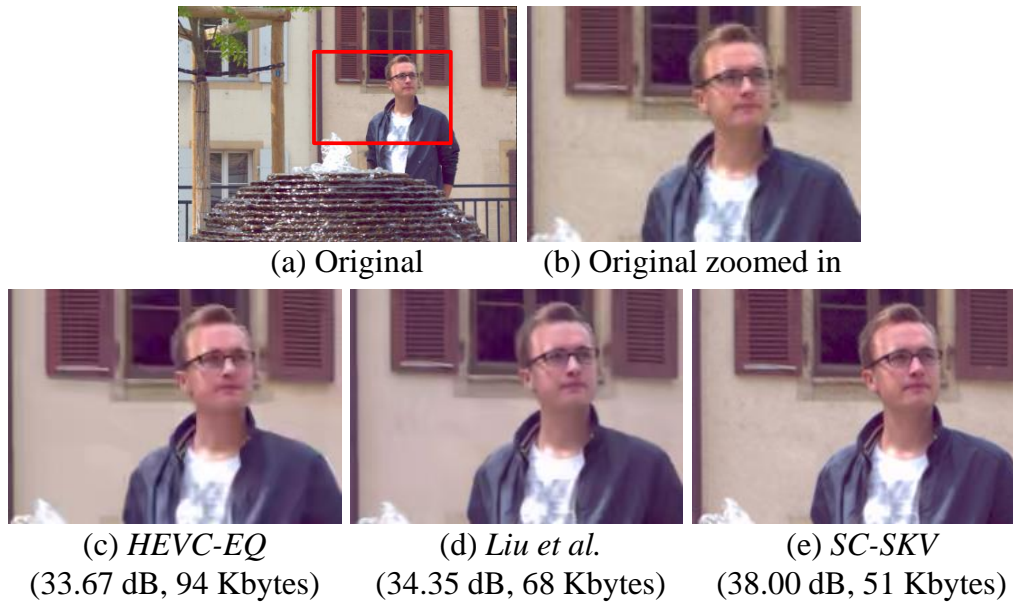 (a) Original
(b) Original zoomed in
(c) HEVC-EQ
(33.67 dB, 94 Kbytes)
(d) Liu et al.
(34.35 dB, 68 Kbytes)
(e) SC-SKV
(38.00 dB, 51 Kbytes)